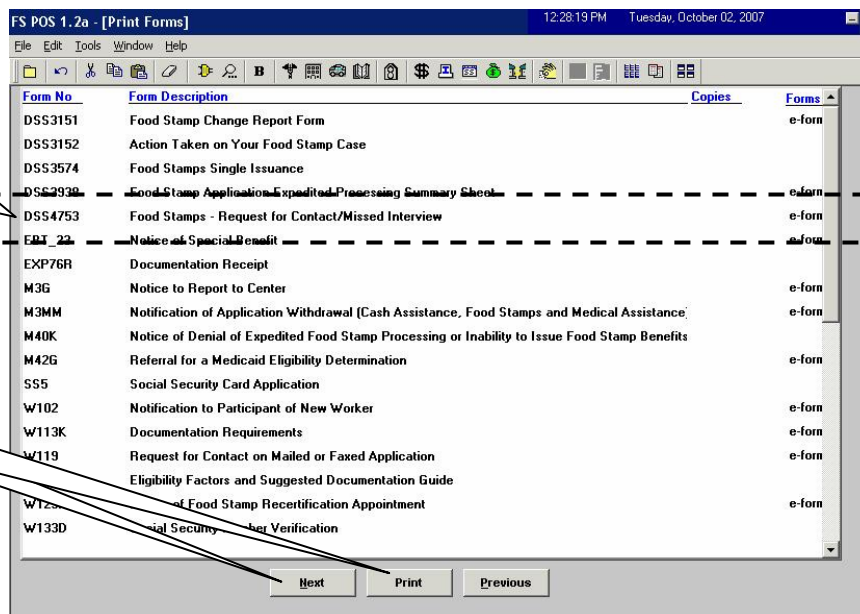 FS POS 1.2a - [Print Forms] 12:28:19 PM Tuesday, October 02, 2007
File Edit Tools Window Help
B
Form No Form Description Copies Forms
DSS3151 Food Stamp Change Report Form e-form
DSS3152 Action Taken on Your Food Stamp Case
DSS3574 Food Stamps Single Issuance
DSS3938 Food Stamp Application Expedited Processing Summary Sheet e-form
DSS4753 Food Stamps - Request for Contact/Missed Interview e-form
EBT_23 Notice of Special Benefit e-form
EXP76R Documentation Receipt
M3G Notice to Report to Center e-form
M3MM Notification of Application Withdrawal (Cash Assistance, Food Stamps and Medical Assistance) e-form
M40K Notice of Denial of Expedited Food Stamp Processing or Inability to Issue Food Stamp Benefits
M42G Referral for a Medicaid Eligibility Determination e-form
SS5 Social Security Card Application
W102 Notification to Participant of New Worker e-form
W113K Documentation Requirements e-form
W119 Request for Contact on Mailed or Faxed Application e-form
Eligibility Factors and Suggested Documentation Guide
of Food Stamp Recertification Appointment e-form
W133D Social Security Number Verification
Next Print Previous